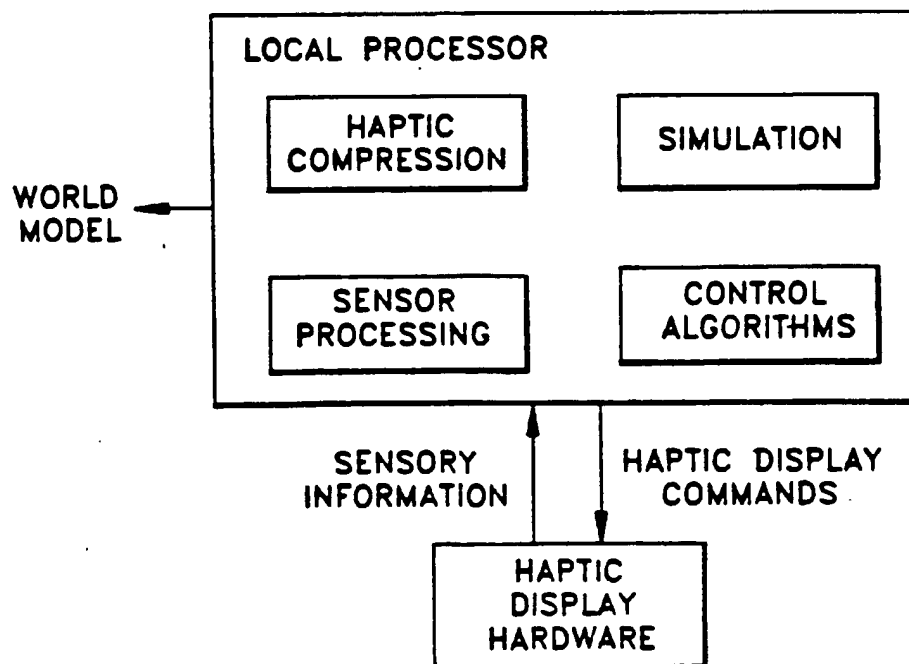 LOCAL PROCESSOR
HAPTIC
COMPRESSION
SIMULATION
WORLD
MODEL
SENSOR
PROCESSING
CONTROL
ALGORITHMS
SENSORY
INFORMATION
HAPTIC DISPLAY
COMMANDS
HAPTIC
DISPLAY
HARDWARE